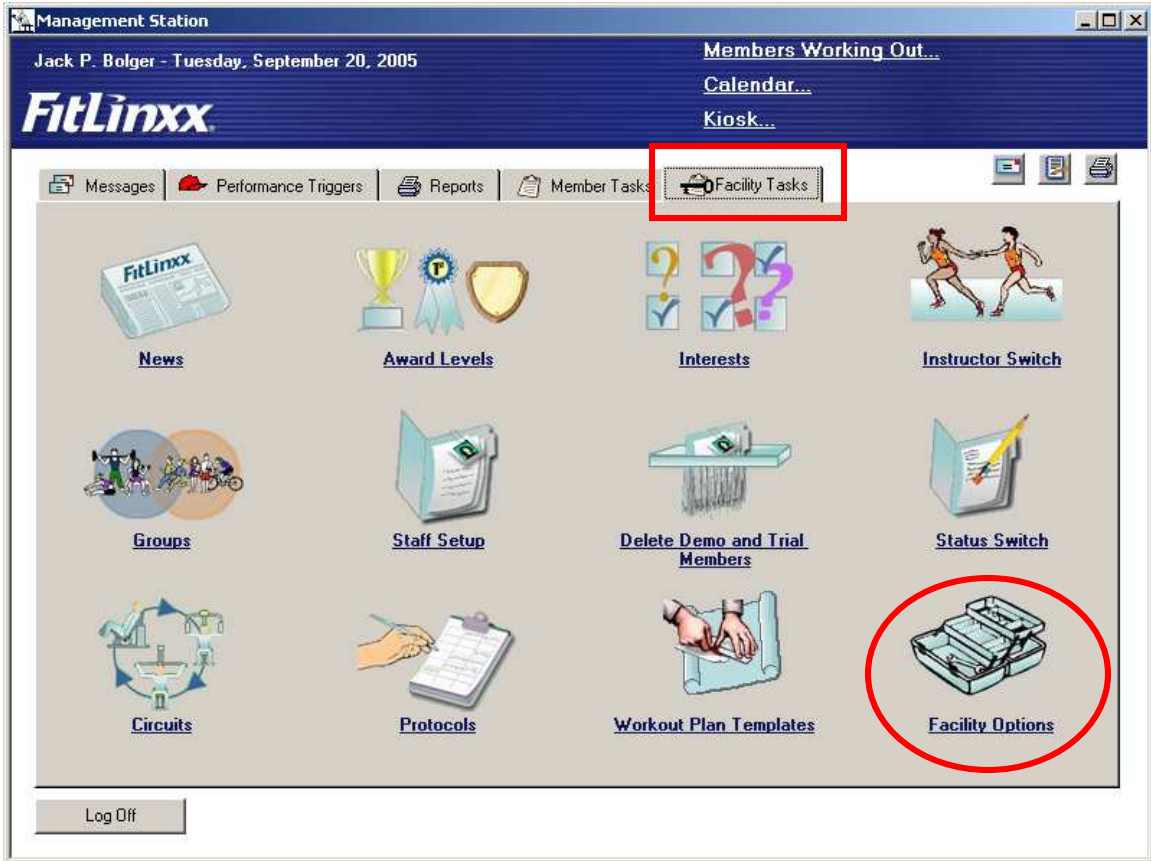 Management Station
Jack P. Bolger - Tuesday, September 20, 2005
Members Working Out...
Calendar...
Kiosk...
FitLinxx
Messages
Performance Triggers
Reports
Member Tasks
Facility Tasks
FitLinxx
News
Award Levels
Interests
Instructor Switch
Groups
Staff Setup
Delete Demo and Trial
Members
Status Switch
Circuits
Protocols
Workout Plan Templates
Facility Options
Log Off